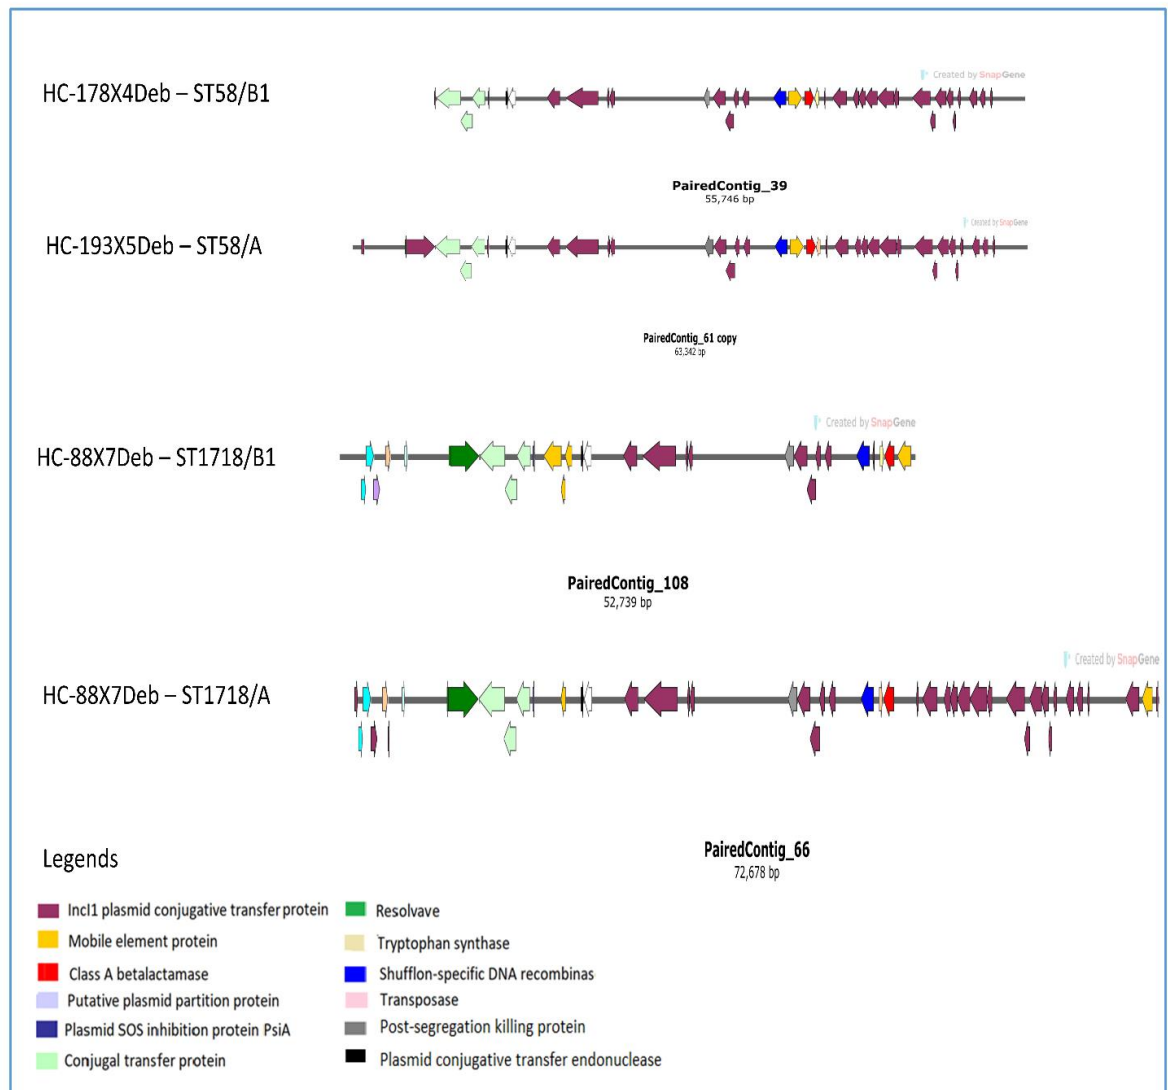 Created by SnapGene
HC-178X4Deb – ST58/B1
PairedContig_39
55,746 bp
Created by SnapGene
HC-193X5Deb – ST58/A
PairedContig_61 copy
63,342 bp
Created by SnapGene
HC-88X7Deb – ST1718/B1
PairedContig_108
52,739 bp
Created by SnapGene
HC-88X7Deb – ST1718/A
PairedContig_66
72,678 bp
Legends
IncI1 plasmid conjugative transfer protein
Mobile element protein
Class A betalactamase
Putative plasmid partition protein
Plasmid SOS inhibition protein PsiA
Conjugal transfer protein
Resolvave
Tryptophan synthase
Shufflon-specific DNA recombinas
Transposase
Post-segregation killing protein
Plasmid conjugative transfer endonuclease